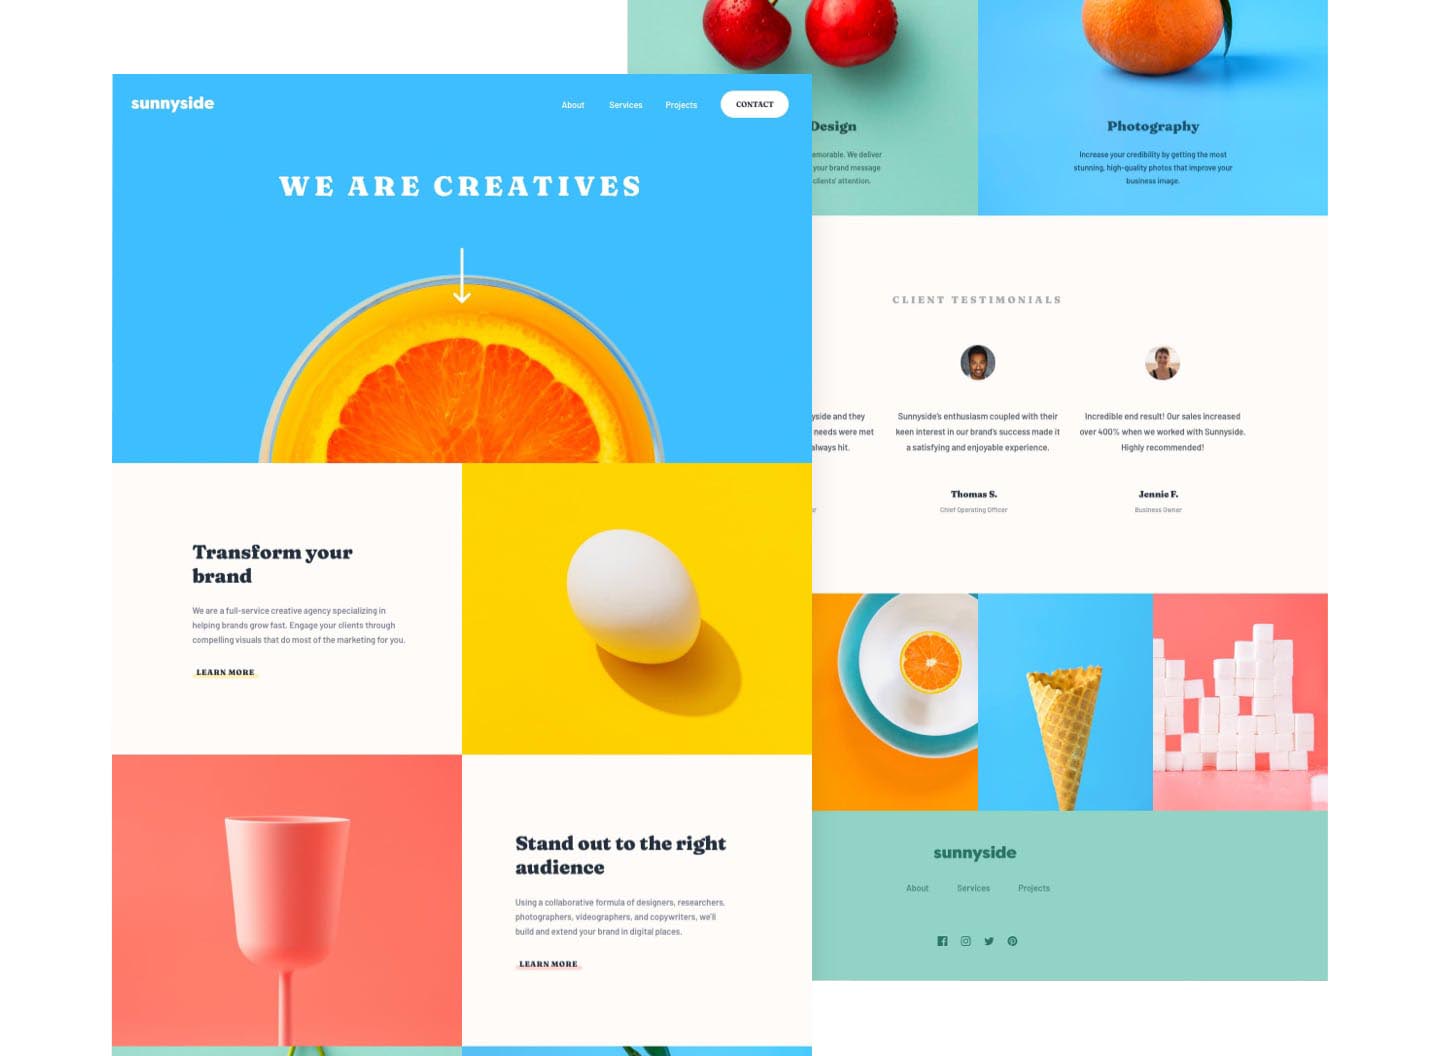 sunnyside
About Services Projects CONTACT
WE ARE CREATIVES
Transform your
brand
We are a full-service creative agency specializing in
helping brands grow fast. Engage your clients through
compelling visuals that do most of the marketing for you.
LEARN MORE
Stand out to the right
audience
Using a collaborative formula of designers, researchers,
photographers, videographers, and copywriters, we'll
build and extend your brand in digital places.
LEARN MORE
Design
emorable. We deliver
your brand message
clients' attention.
Photography
Increase your credibility by getting the most
stunning, high-quality photos that improve your
business image.
CLIENT TESTIMONIALS
yside and they
needs were met
always hit.
Sunnyside's enthusiasm coupled with their
keen interest in our brand's success made it
a satisfying and enjoyable experience.
Thomas S.
Chief Operating Officer
Incredible end result! Our sales increased
over 400% when we worked with Sunnyside.
Highly recommended!
Jennie F.
Business Owner
sunnyside
About Services Projects